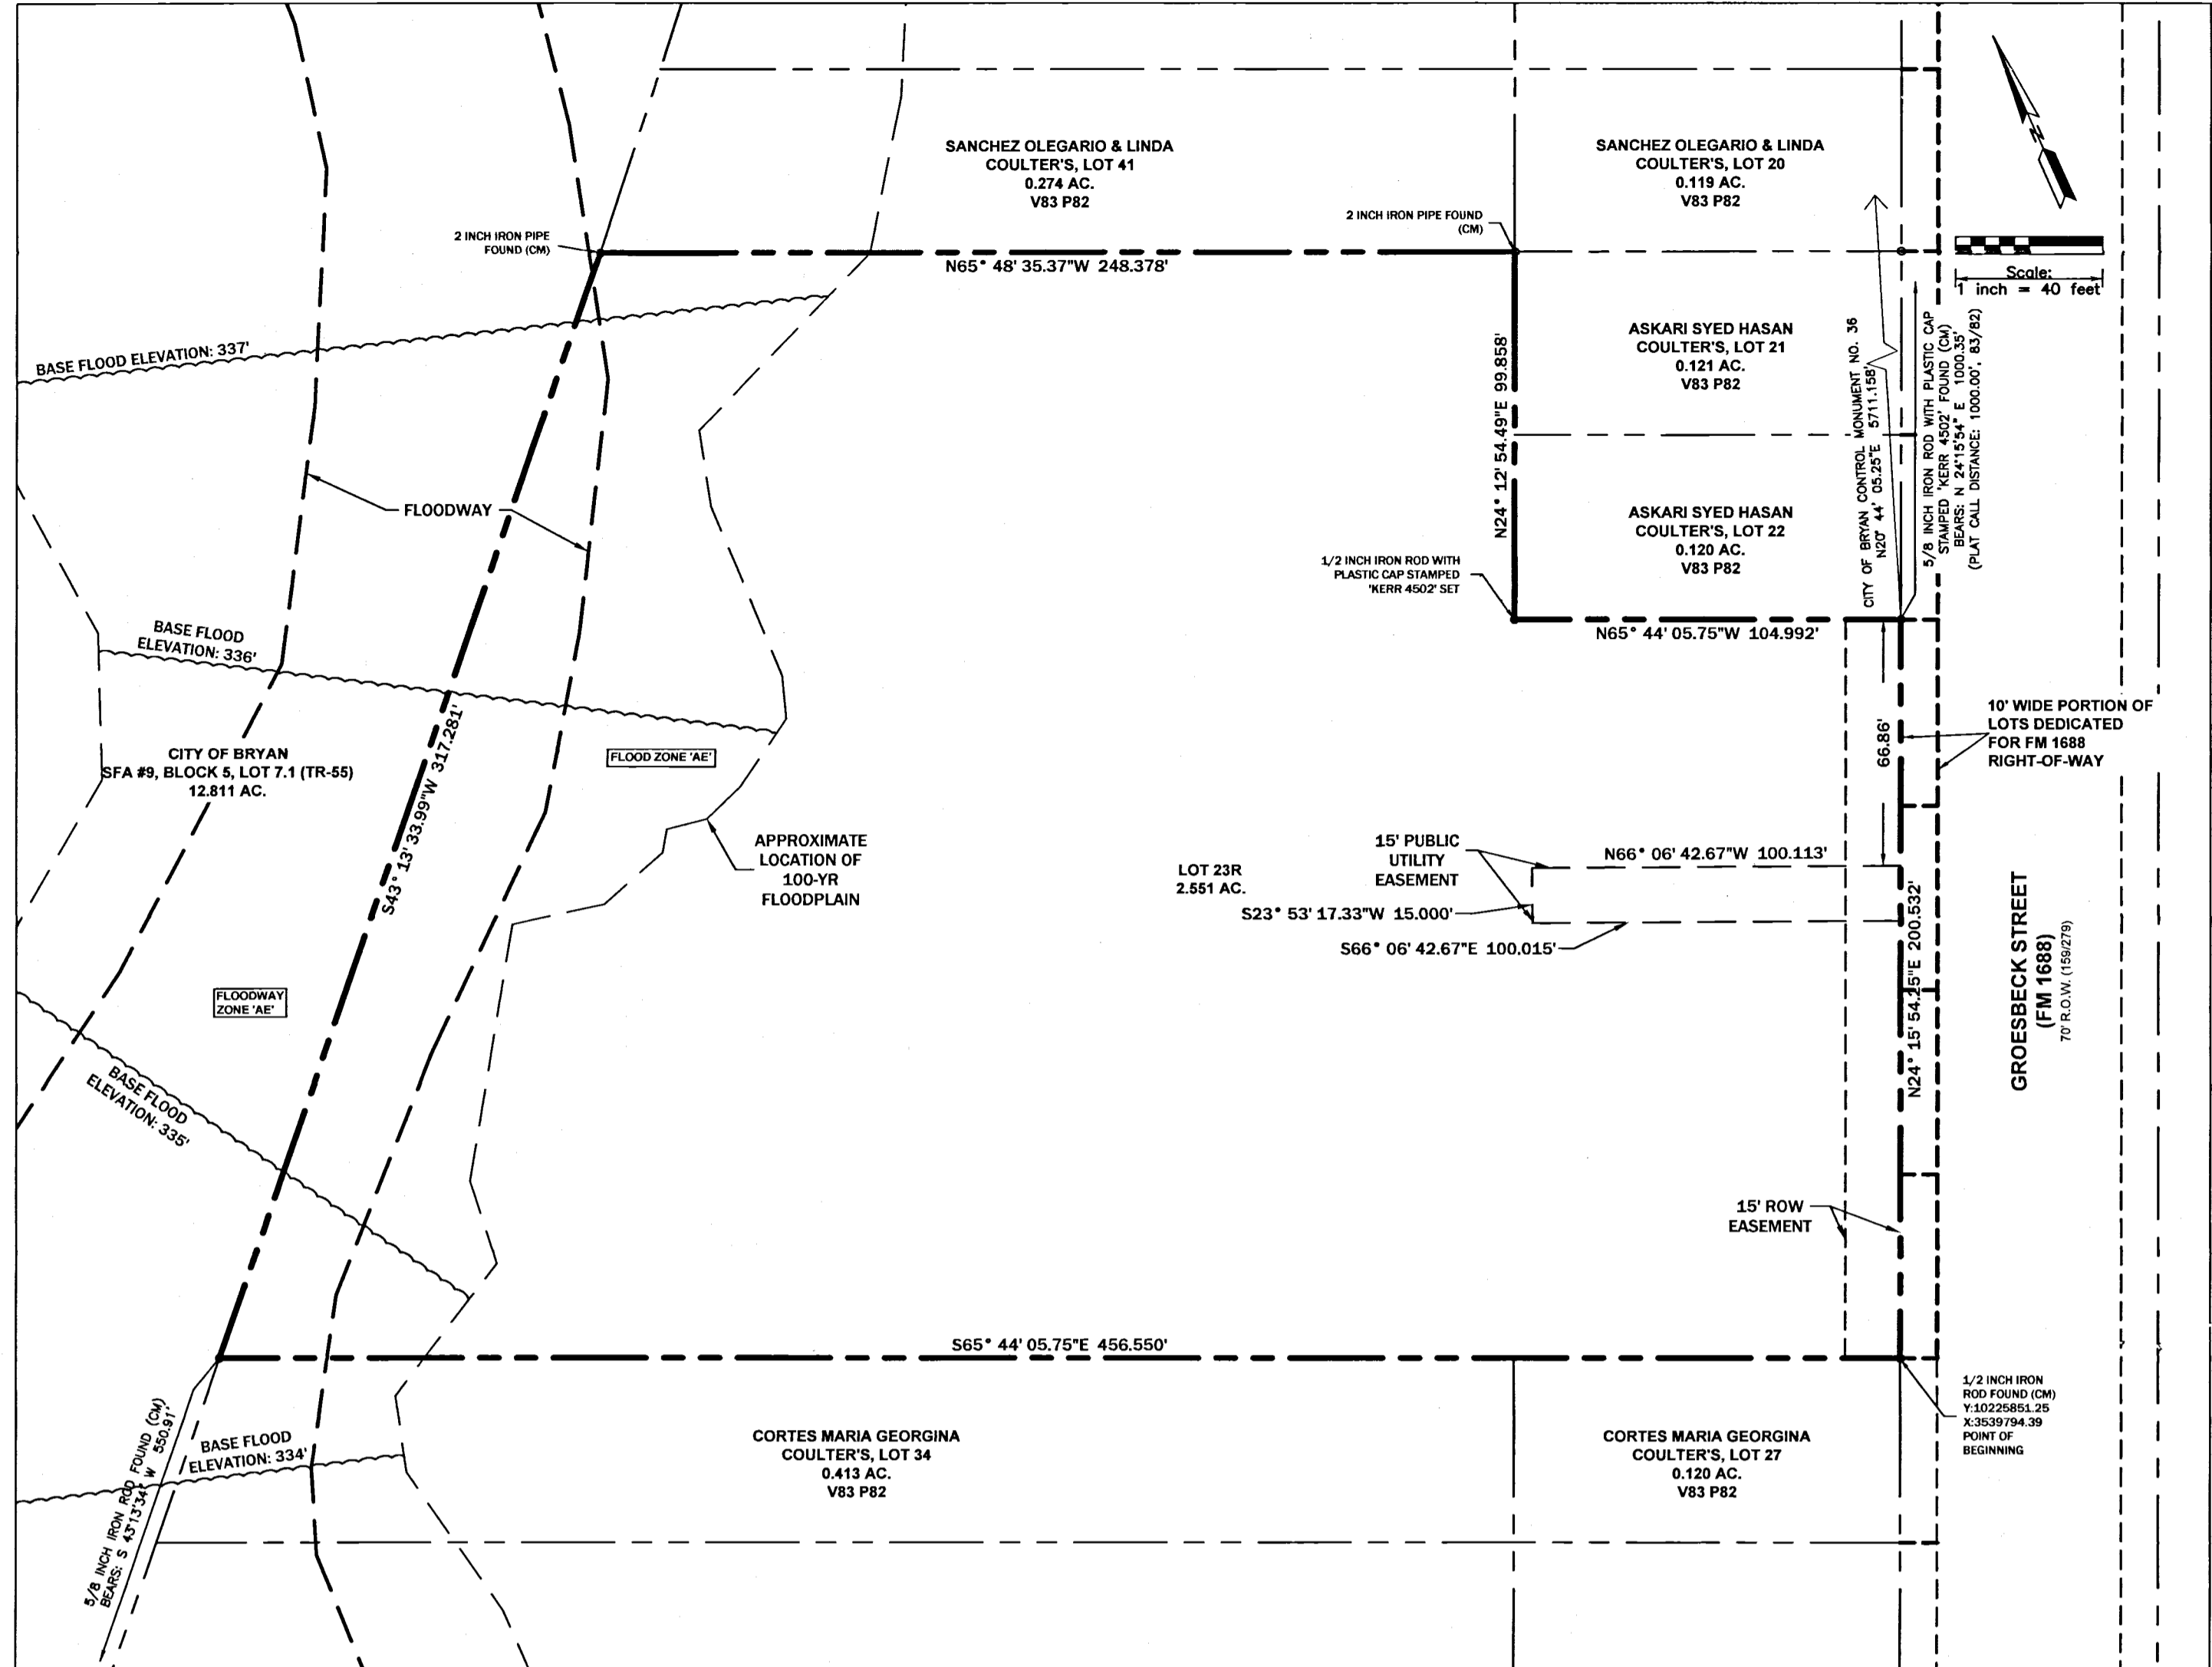 SANCHEZ OLEGARIO & LINDA
COULTER'S, LOT 41
0.274 AC.
V83 P82
SANCHEZ OLEGARIO & LINDA
COULTER'S, LOT 20
0.119 AC.
V83 P82
2 INCH IRON PIPE
FOUND (CM)
2 INCH IRON PIPE FOUND
(CM)
N65° 48' 35.37"W 248.378'
Scale:
1 inch = 40 feet
BASE FLOOD ELEVATION: 337'
ASKARI SYED HASAN
COULTER'S, LOT 21
0.121 AC.
V83 P82
N24° 12' 54.49"E 99.858'
CITY OF BRYAN CONTROL MONUMENT NO. 36
N20° 44' 05.25"E 5711.158'
5/8 INCH IRON ROD WITH PLASTIC CAP
STAMPED 'KERR 4502' FOUND (CM)
BEARS: N 24°15'54" E 1000.35'
(PLAT CALL DISTANCE: 1000.00', 83/82)
FLOODWAY
ASKARI SYED HASAN
COULTER'S, LOT 22
0.120 AC.
V83 P82
1/2 INCH IRON ROD WITH
PLASTIC CAP STAMPED
'KERR 4502' SET
N65° 44' 05.75"W 104.992'
BASE FLOOD
ELEVATION: 336'
66.86'
10' WIDE PORTION OF
LOTS DEDICATED
FOR FM 1688
RIGHT-OF-WAY
CITY OF BRYAN
SFA #9, BLOCK 5, LOT 7.1 (TR-55)
12.811 AC.
S43° 13' 33.99"W 317.281'
FLOOD ZONE 'AE'
APPROXIMATE
LOCATION OF
100-YR
FLOODPLAIN
LOT 23R
2.551 AC.
15' PUBLIC
UTILITY
EASEMENT
N66° 06' 42.67"W 100.113'
S23° 53' 17.33"W 15.000'
S66° 06' 42.67"E 100.015'
N24° 15' 54.25"E 200.532'
GROESBECK STREET
(FM 1688)
70' R.O.W. (159/279)
FLOODWAY
ZONE 'AE'
BASE FLOOD
ELEVATION: 335'
15' ROW
EASEMENT
S65° 44' 05.75"E 456.550'
1/2 INCH IRON
ROD FOUND (CM)
Y:10225851.25
X:3539794.39
POINT OF
BEGINNING
5/8 INCH IRON ROD FOUND (CM)
BEARS: S 43°13'34" W 550.91'
BASE FLOOD
ELEVATION: 334'
CORTES MARIA GEORGINA
COULTER'S, LOT 34
0.413 AC.
V83 P82
CORTES MARIA GEORGINA
COULTER'S, LOT 27
0.120 AC.
V83 P82